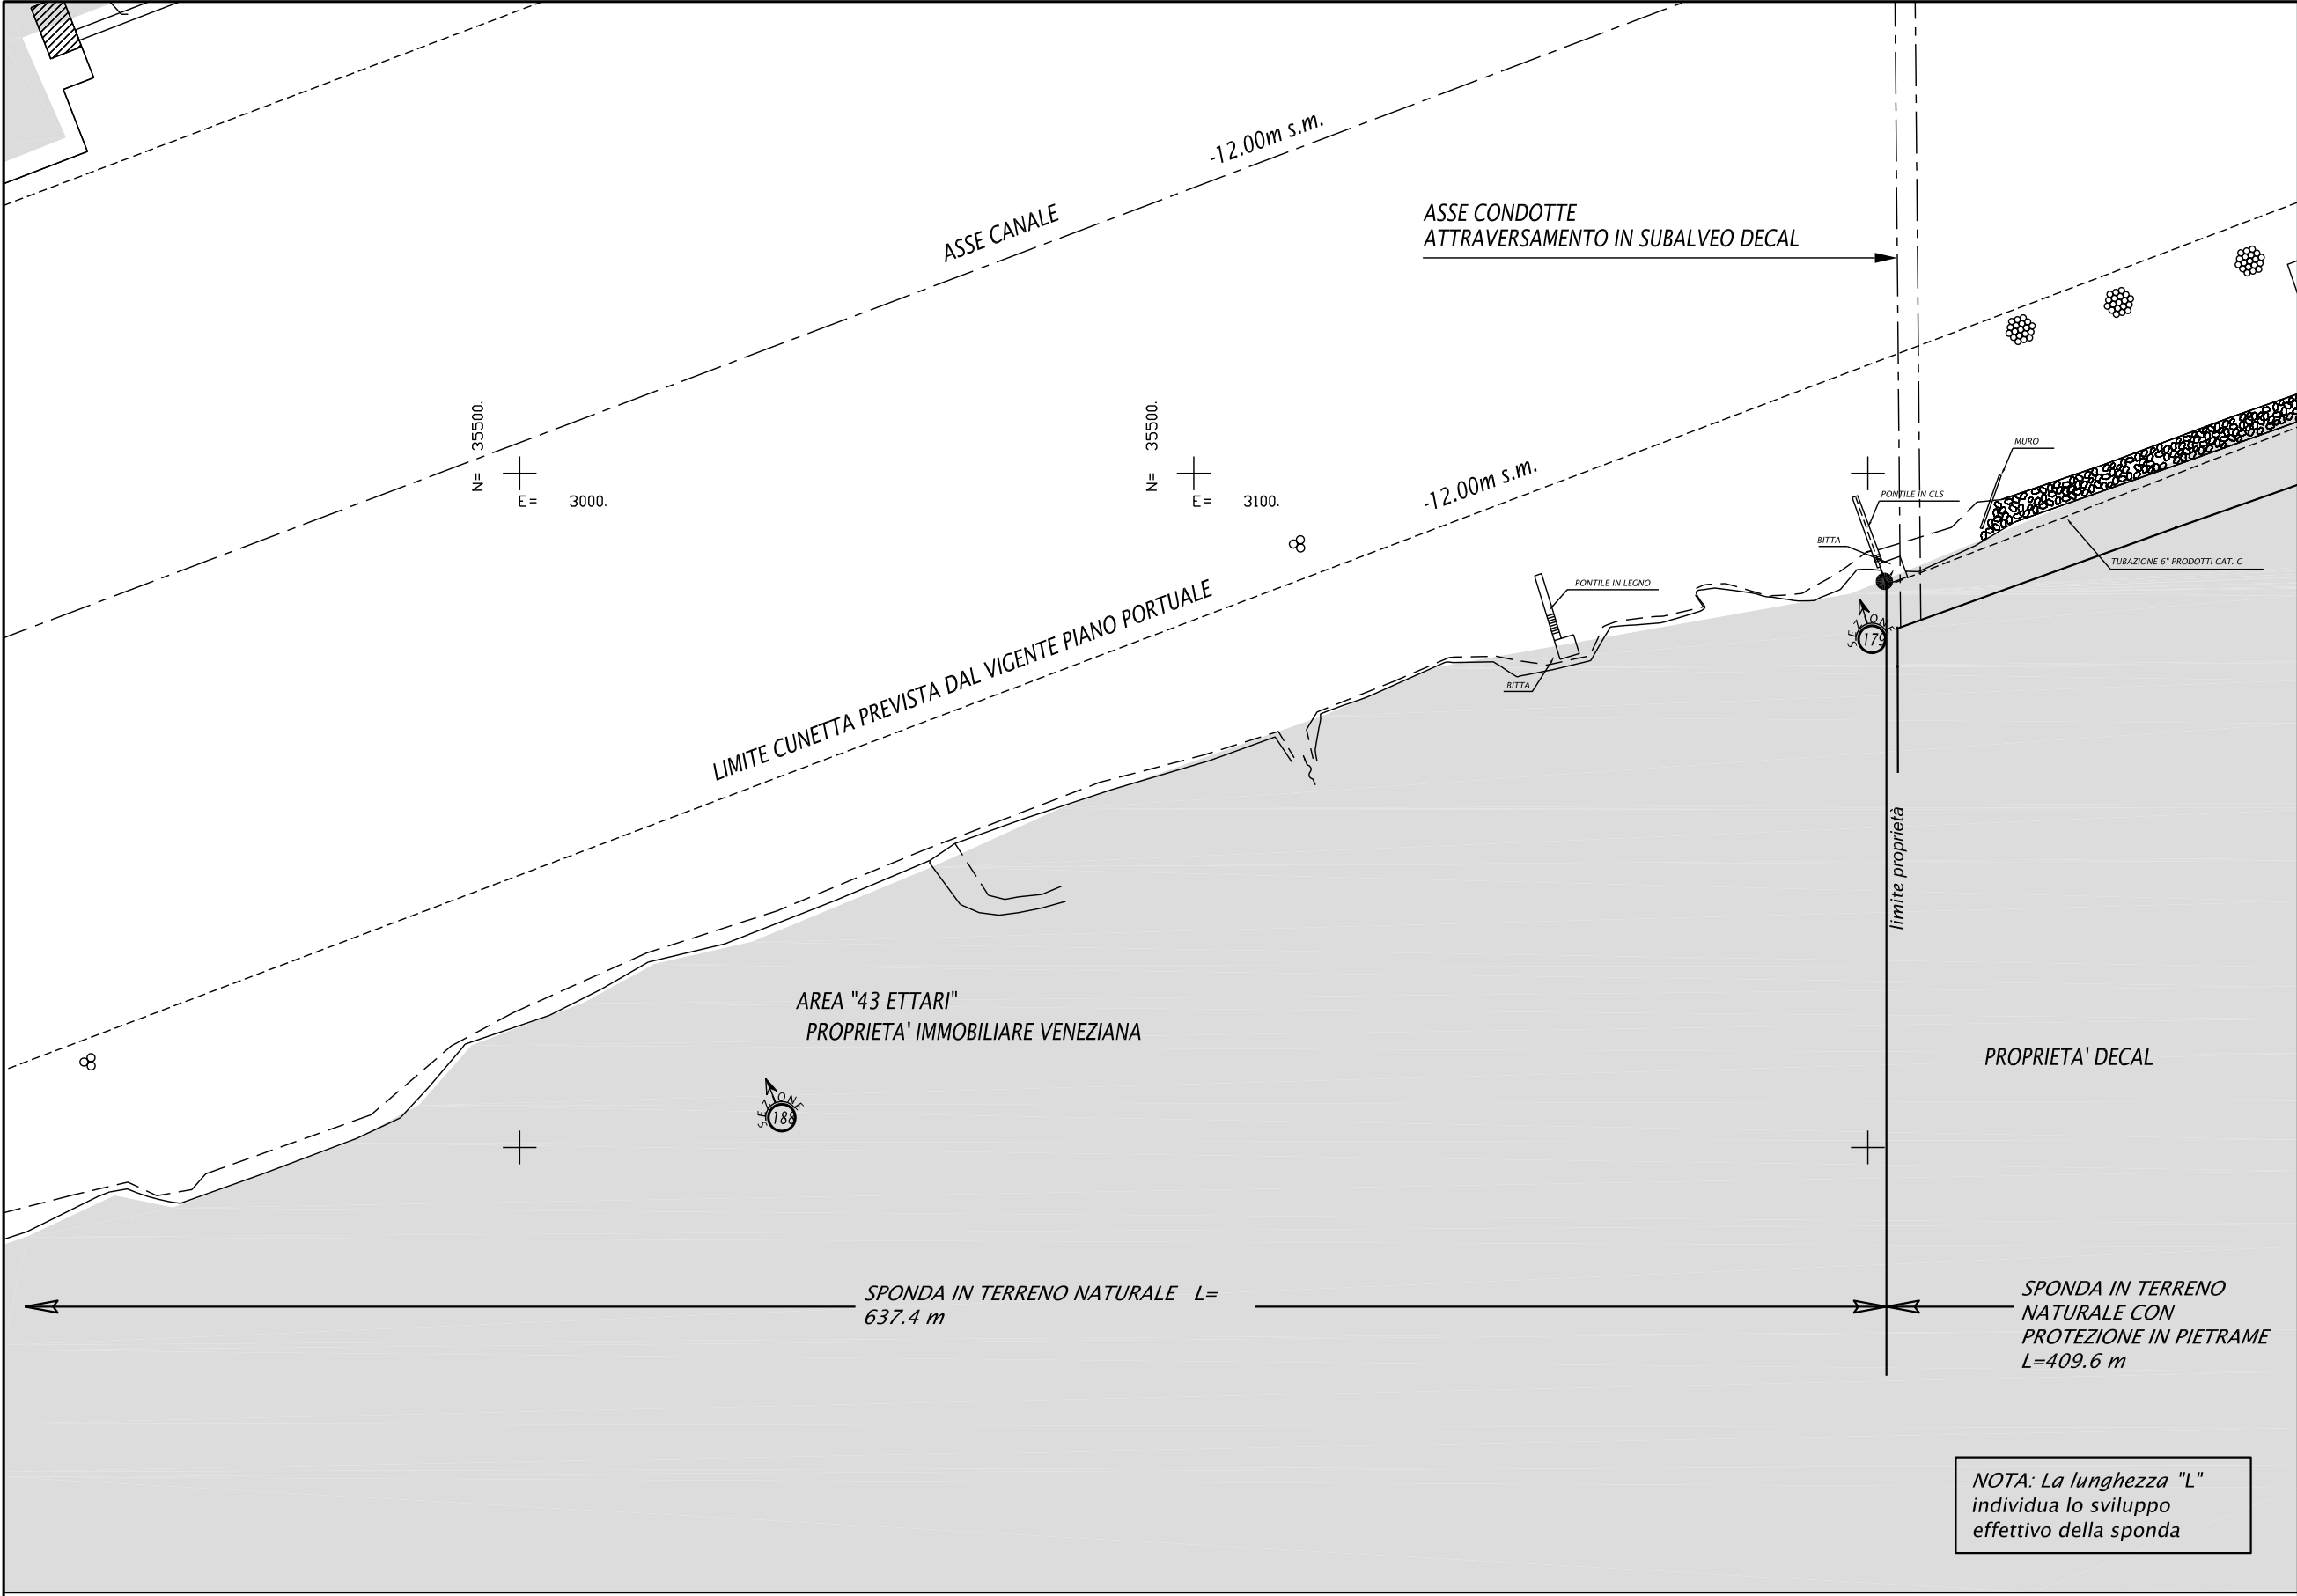 -12.00m s.m.
ASSE CANALE
ASSE CONDOTTE
ATTRAVERSAMENTO IN SUBALVEO DECAL
N= 35500.
E= 3000.
N= 35500.
E= 3100.
-12.00m s.m.
MURO
PONTILE IN CLS
BITTA
TUBAZIONE 6" PRODOTTI CAT. C
PONTILE IN LEGNO
BITTA
SEZIONE
179
LIMITE CUNETTA PREVISTA DAL VIGENTE PIANO PORTUALE
limite proprietà
AREA "43 ETTARI"
PROPRIETA' IMMOBILIARE VENEZIANA
PROPRIETA' DECAL
SEZIONE
188
SPONDA IN TERRENO NATURALE L=
637.4 m
SPONDA IN TERRENO
NATURALE CON
PROTEZIONE IN PIETRAME
L=409.6 m
NOTA: La lunghezza "L"
individua lo sviluppo
effettivo della sponda